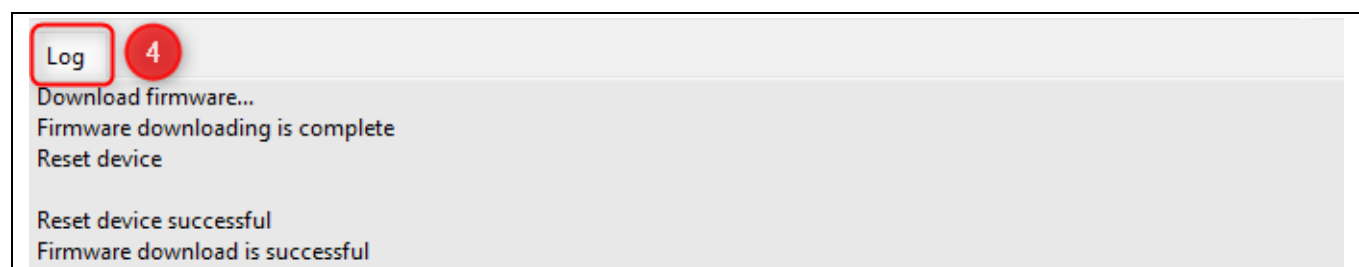 Log
4
Download firmware...
Firmware downloading is complete
Reset device
Reset device successful
Firmware download is successful